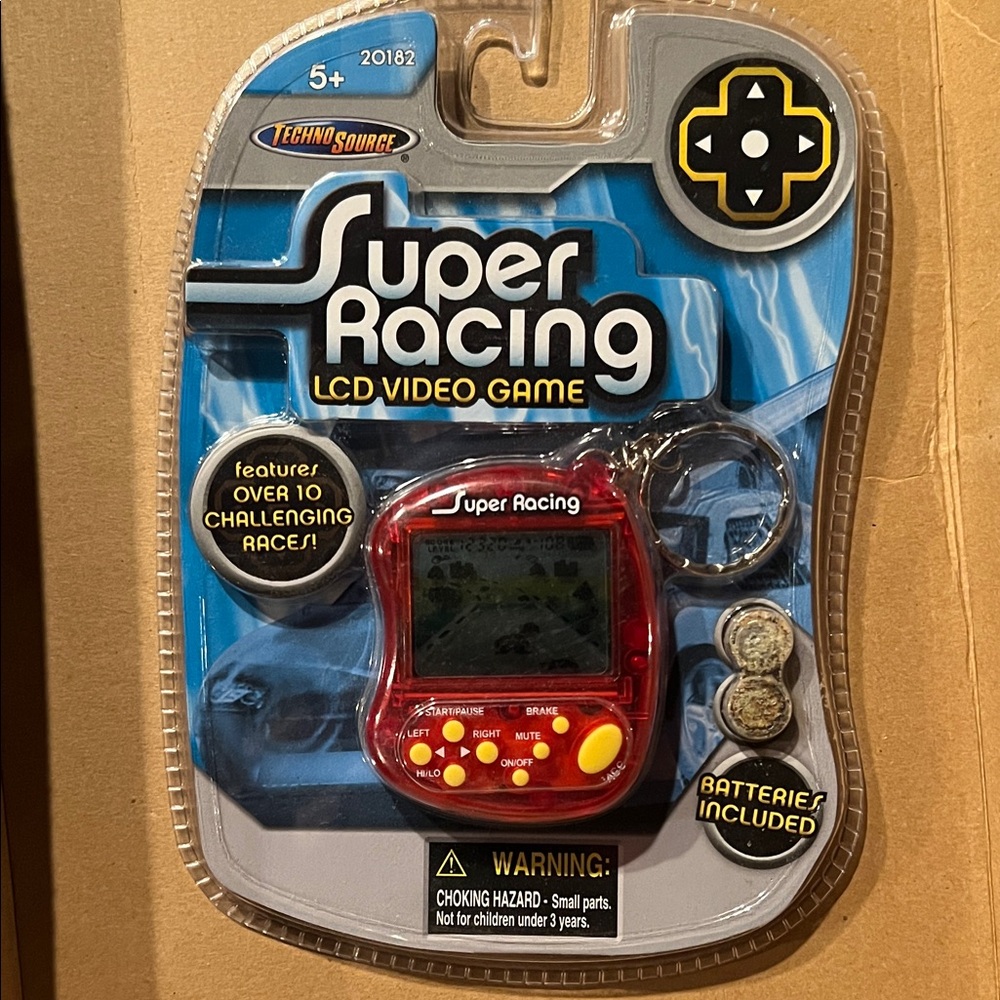 20182
5+
TECHNO SOURCE
®
Super
Racing
LCD VIDEO GAME
features
OVER 10
CHALLENGING
RACES!
Super Racing
START/PAUSE
BRAKE
LEFT
RIGHT
MUTE
ON/OFF
HI/LO
BATTERIES
INCLUDED
WARNING:
CHOKING HAZARD - Small parts.
Not for children under 3 years.